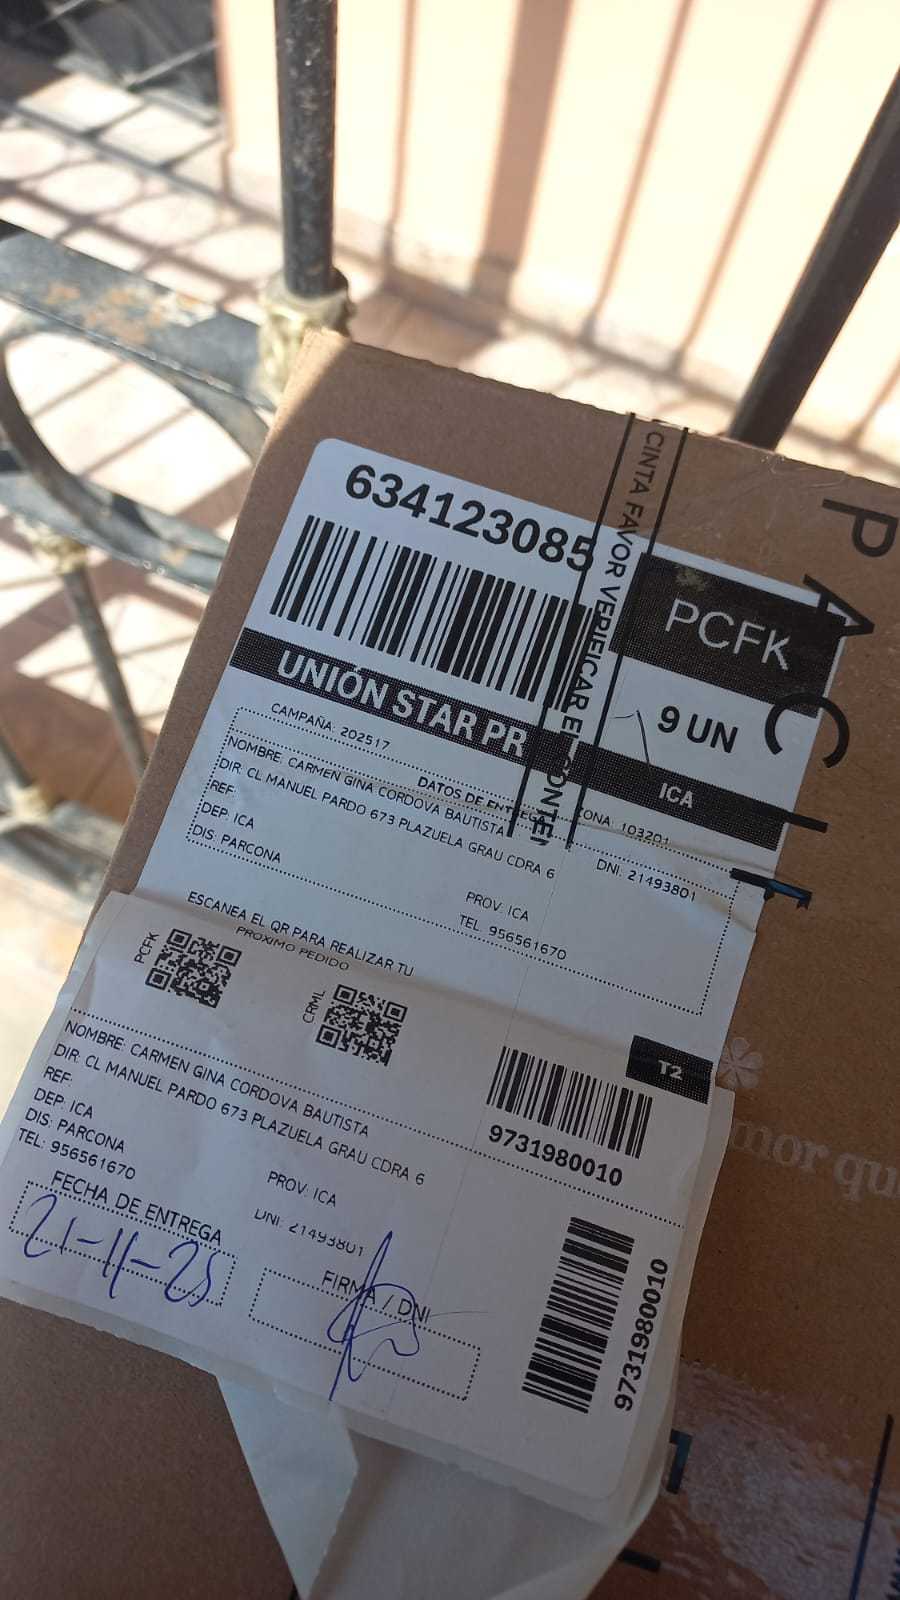 634123085
PCFK
9 UN
UNIÓN STAR PR
ICA
CAMPAÑA: 202517
DATOS DE ENTREGA
ZONA 103201
NOMBRE: CARMEN GINA CORDOVA BAUTISTA
DNI: 21493801
DIR: CL MANUEL PARDO 673 PLAZUELA GRAU CDRA 6
REF:
DEP: ICA
PROV: ICA
DIS: PARCONA
TEL: 956561670
ESCANEA EL QR PARA REALIZAR TU
PROXIMO PEDIDO
PCFK
CRML
T2
9731980010
NOMBRE: CARMEN GINA CORDOVA BAUTISTA
DIR: CL MANUEL PARDO 673 PLAZUELA GRAU CDRA 6
REF:
DEP: ICA
PROV: ICA
DIS: PARCONA
DNI: 21493801
TEL: 956561670
FECHA DE ENTREGA
21-11-25
FIRMA / DNI
9731980010
CINTA FAVOR VERIFICAR EL CONTE
P A C
mor qu